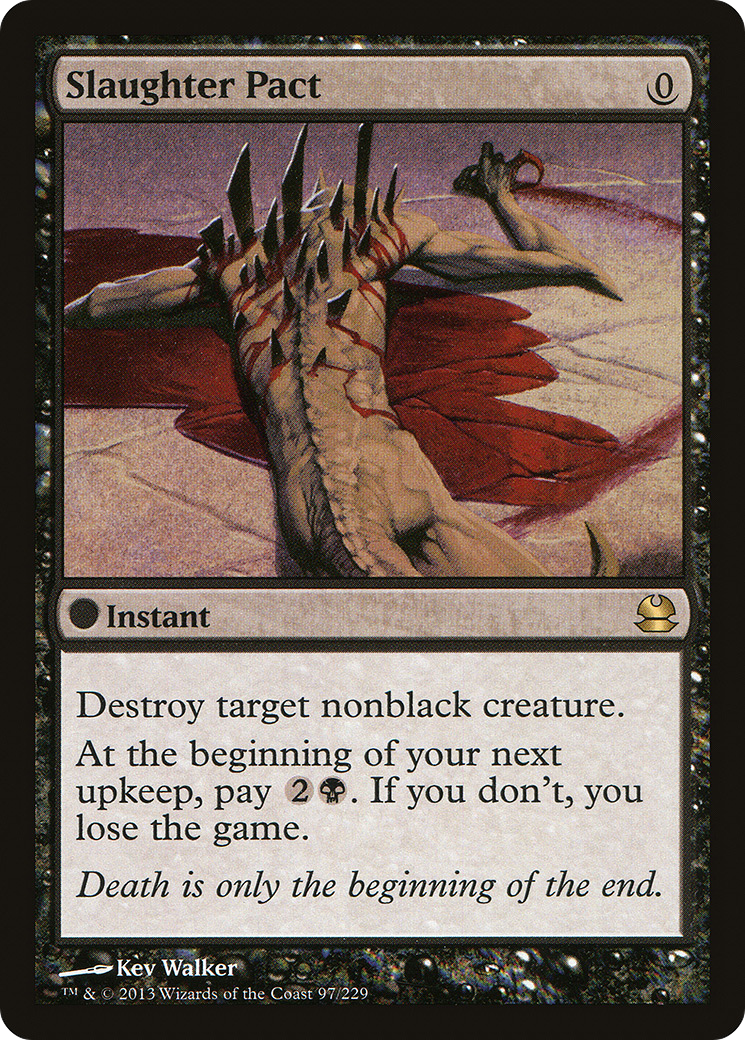 Slaughter Pact 0
Instant
Destroy target nonblack creature.
At the beginning of your next
upkeep, pay 2. If you don't, you
lose the game.
Death is only the beginning of the end.
Kev Walker
™ & © 2013 Wizards of the Coast 97/229